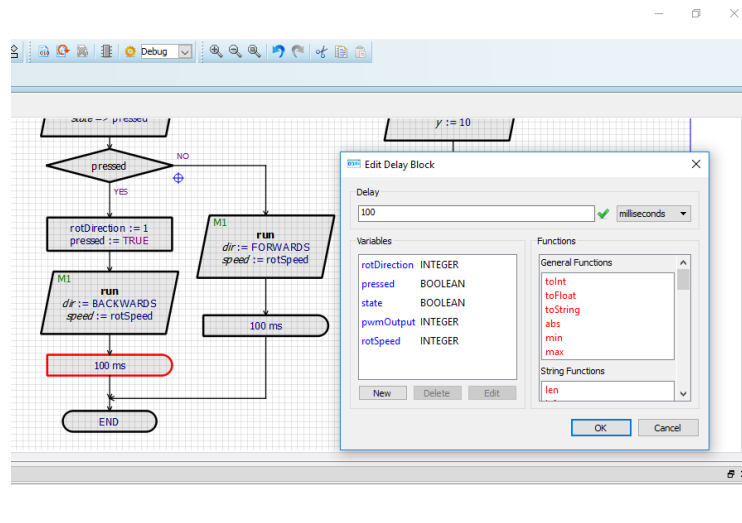 Debug
state => pressed
y := 10
pressed
NO
YES
rotDirection := 1
pressed := TRUE
M1
run
dir := FORWARDS
speed := rotSpeed
M1
run
dir := BACKWARDS
speed := rotSpeed
100 ms
100 ms
END
Edit Delay Block
Delay
100
milliseconds
Variables
rotDirection INTEGER
pressed BOOLEAN
state BOOLEAN
pwmOutput INTEGER
rotSpeed INTEGER
New Delete Edit
Functions
General Functions
toInt
toFloat
toString
abs
min
max
String Functions
len
OK Cancel